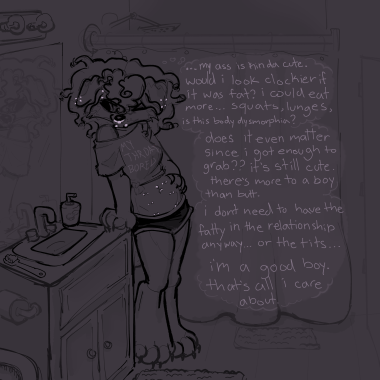 ...my ass is kinda cute.
would i look clockier if
it was fat? i could eat
more... squats, lunges,
is this body dysmorphia?
does it even matter
since i got enough to
grab?? it's still cute.
there's more to a boy
than butt.
i dont need to have the
fatty in the relationship
anyway... or the tits...
i'm a good boy.
that's all i care
about.
MY